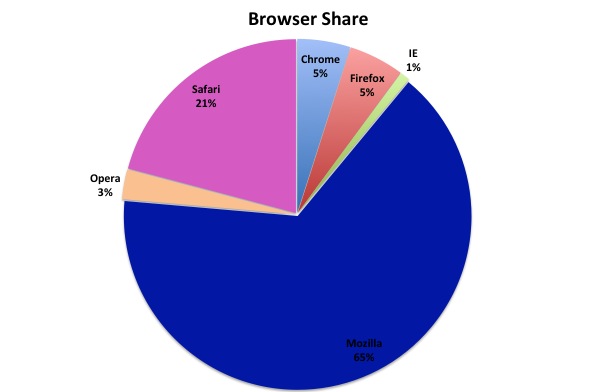 Browser Share
Chrome
5%
Firefox
5%
IE
1%
Safari
21%
Opera
3%
Mozilla
65%